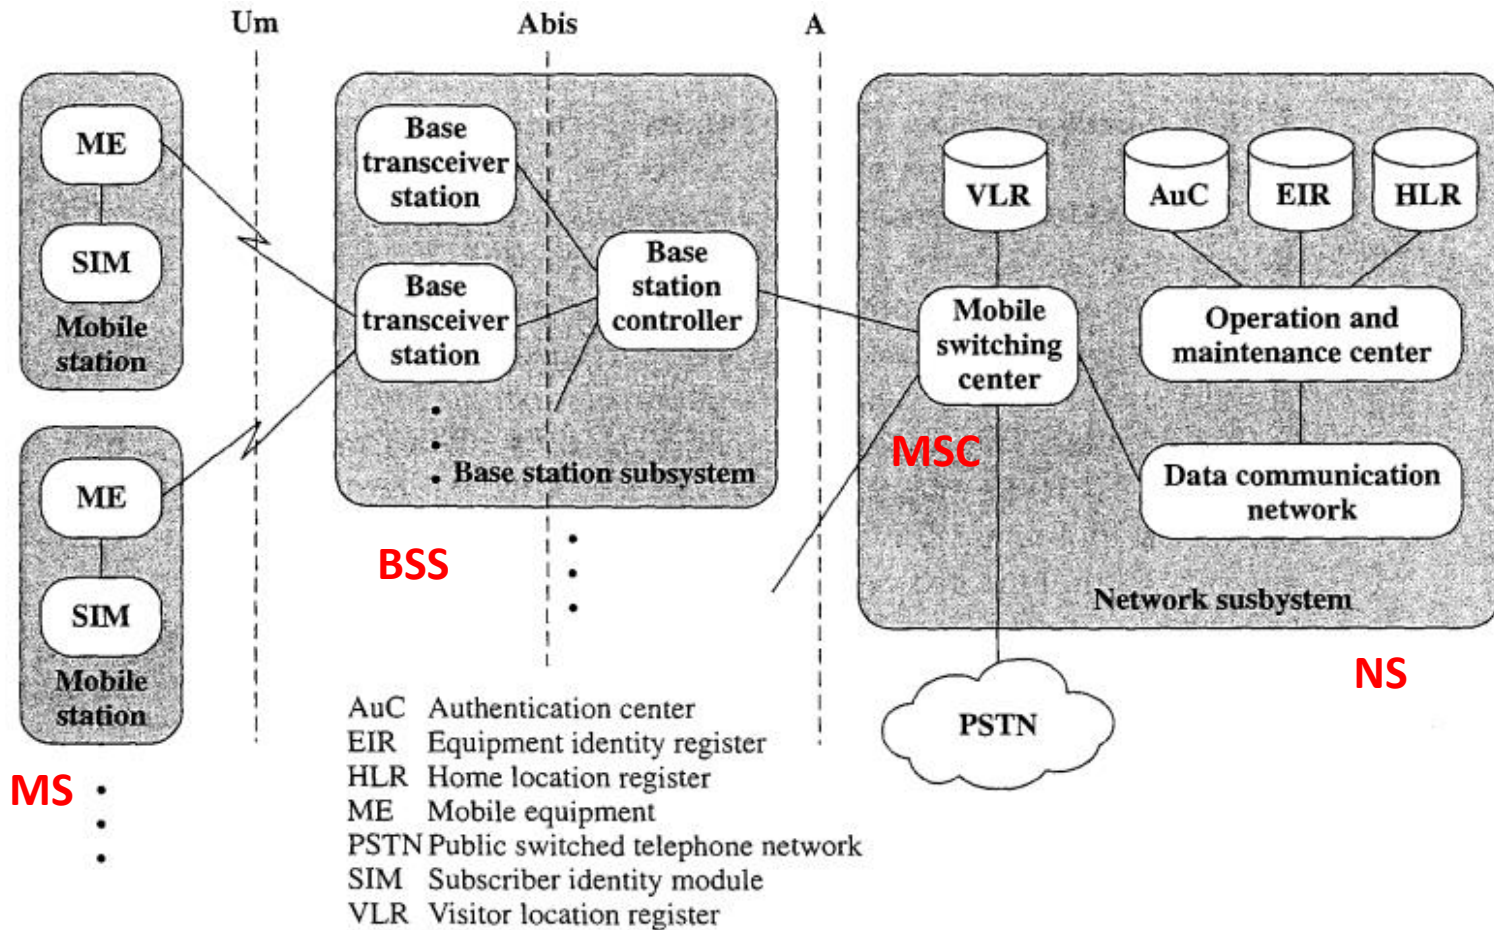 Um
Abis
A
ME
SIM
Mobile
station
ME
SIM
Mobile
station
MS
Base
transceiver
station
Base
transceiver
station
Base
station
controller
Base station subsystem
BSS
VLR
AuC
EIR
HLR
Mobile
switching
center
MSC
Operation and
maintenance center
Data communication
network
Network susbystem
NS
PSTN
AuC Authentication center
EIR Equipment identity register
HLR Home location register
ME Mobile equipment
PSTN Public switched telephone network
SIM Subscriber identity module
VLR Visitor location register